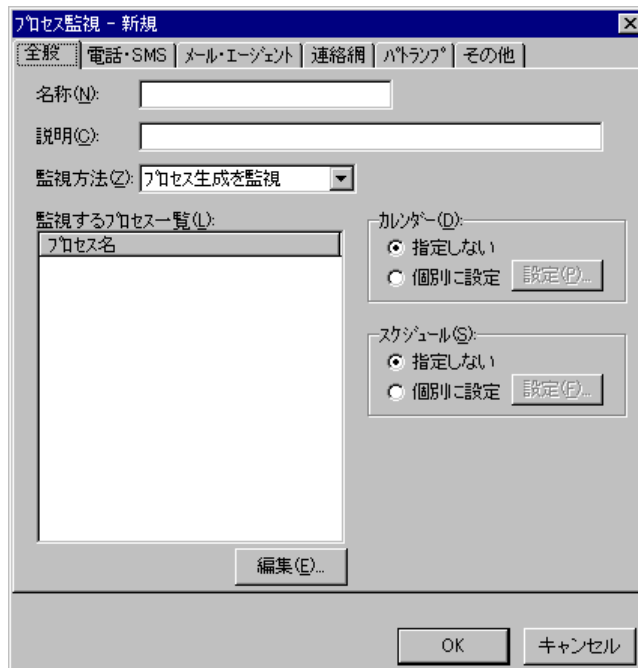 プロセス監視 - 新規
全般 電話・SMS メール・エージェント 連絡網 パトランプ その他
名称(N):
説明(C):
監視方法(Z): プロセス生成を監視
監視するプロセス一覧(L):
プロセス名
カレンダー(D):
指定しない
個別に設定 設定(P)...
スケジュール(S):
指定しない
個別に設定 設定(F)...
編集(E)...
OK キャンセル